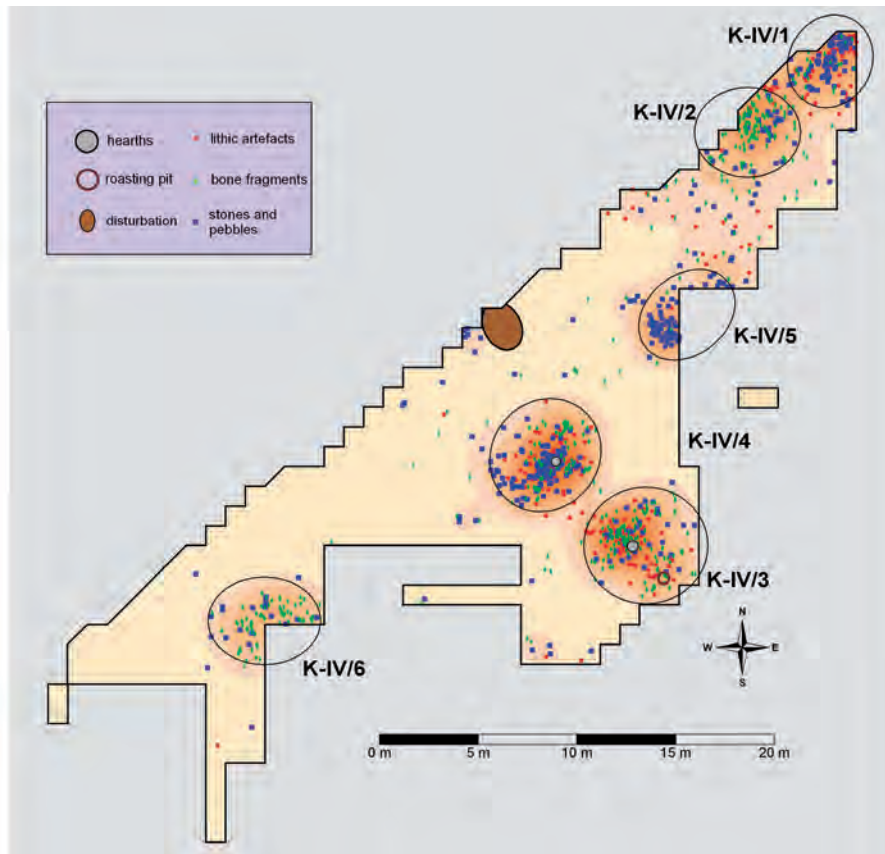 K-IV/1
K-IV/2
hearths
lithic artefacts
roasting pit
bone fragments
disturbation
stones and
pebbles
K-IV/5
K-IV/4
K-IV/3
K-IV/6
N
W E
S
0 m 5 m 10 m 15 m 20 m